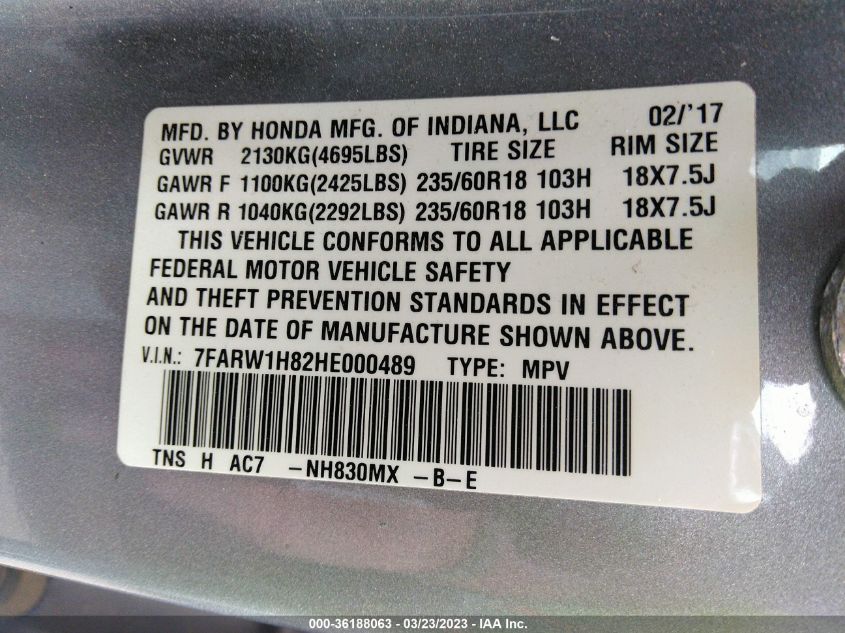 MFD. BY HONDA MFG. OF INDIANA, LLC 02/'17
GVWR 2130KG(4695LBS) TIRE SIZE RIM SIZE
GAWR F 1100KG(2425LBS) 235/60R18 103H 18X7.5J
GAWR R 1040KG(2292LBS) 235/60R18 103H 18X7.5J
THIS VEHICLE CONFORMS TO ALL APPLICABLE
FEDERAL MOTOR VEHICLE SAFETY
AND THEFT PREVENTION STANDARDS IN EFFECT
ON THE DATE OF MANUFACTURE SHOWN ABOVE.
V.I.N.: 7FARW1H82HE000489 TYPE: MPV
TNS H AC7 -NH830MX -B-E
000-36188063 - 03/23/2023 - IAA Inc.